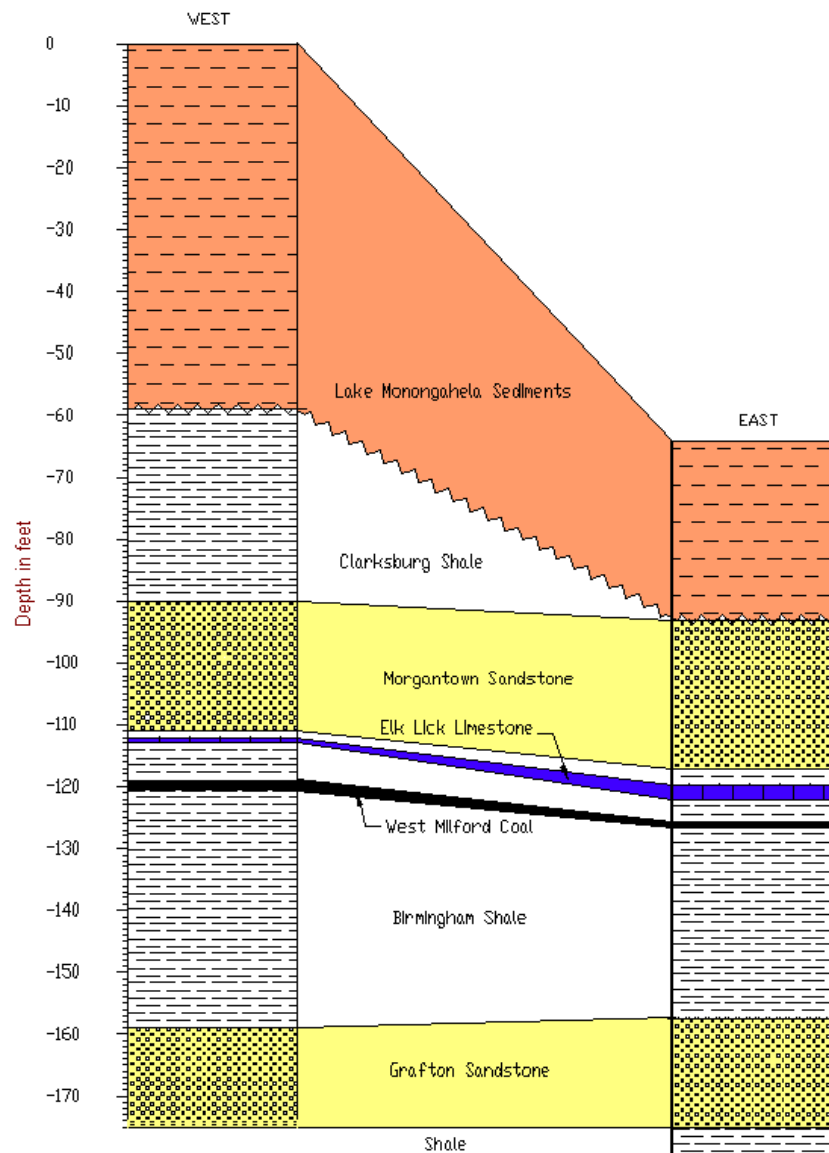 WEST
0
-10
-20
-30
-40
-50
Lake Monongahela Sediments
-60
EAST
-70
-80
Clarksburg Shale
-90
-100
Morgantown Sandstone
-110
Elk Lick Limestone
-120
West Milford Coal
-130
-140
Birmingham Shale
-150
-160
Grafton Sandstone
-170
Shale
Depth in feet